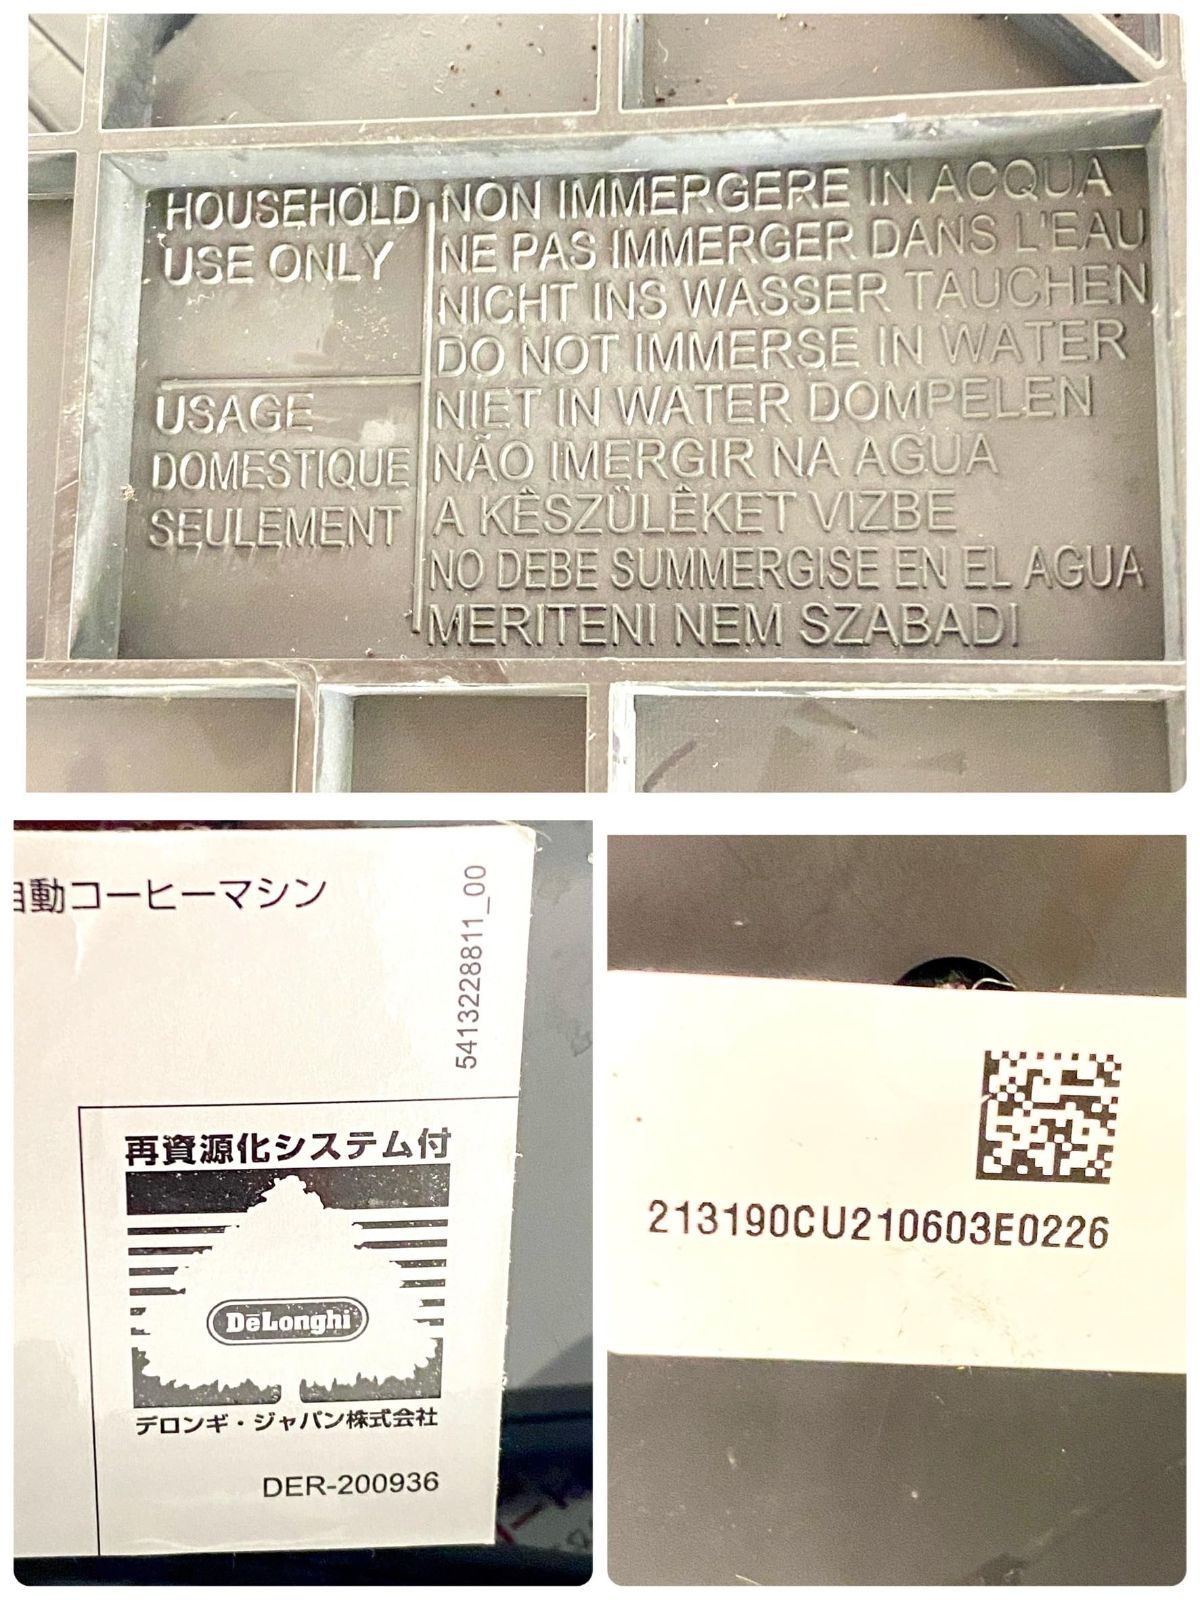 HOUSEHOLD
USE ONLY
USAGE
DOMESTIQUE
SEULEMENT
NON IMMERGERE IN ACQUA
NE PAS IMMERGER DANS L'EAU
NICHT INS WASSER TAUCHEN
DO NOT IMMERSE IN WATER
NIET IN WATER DOMPELEN
NÃO IMERGIR NA AGUA
A KÊSZÜLÊKET VIZBE
NO DEBE SUMMERGISE EN EL AGUA
MERITENI NEM SZABADI
自動コーヒーマシン
5413228811_00
再資源化システム付
DēLonghi
デロンギ・ジャパン株式会社
DER-200936
213190CU210603E0226